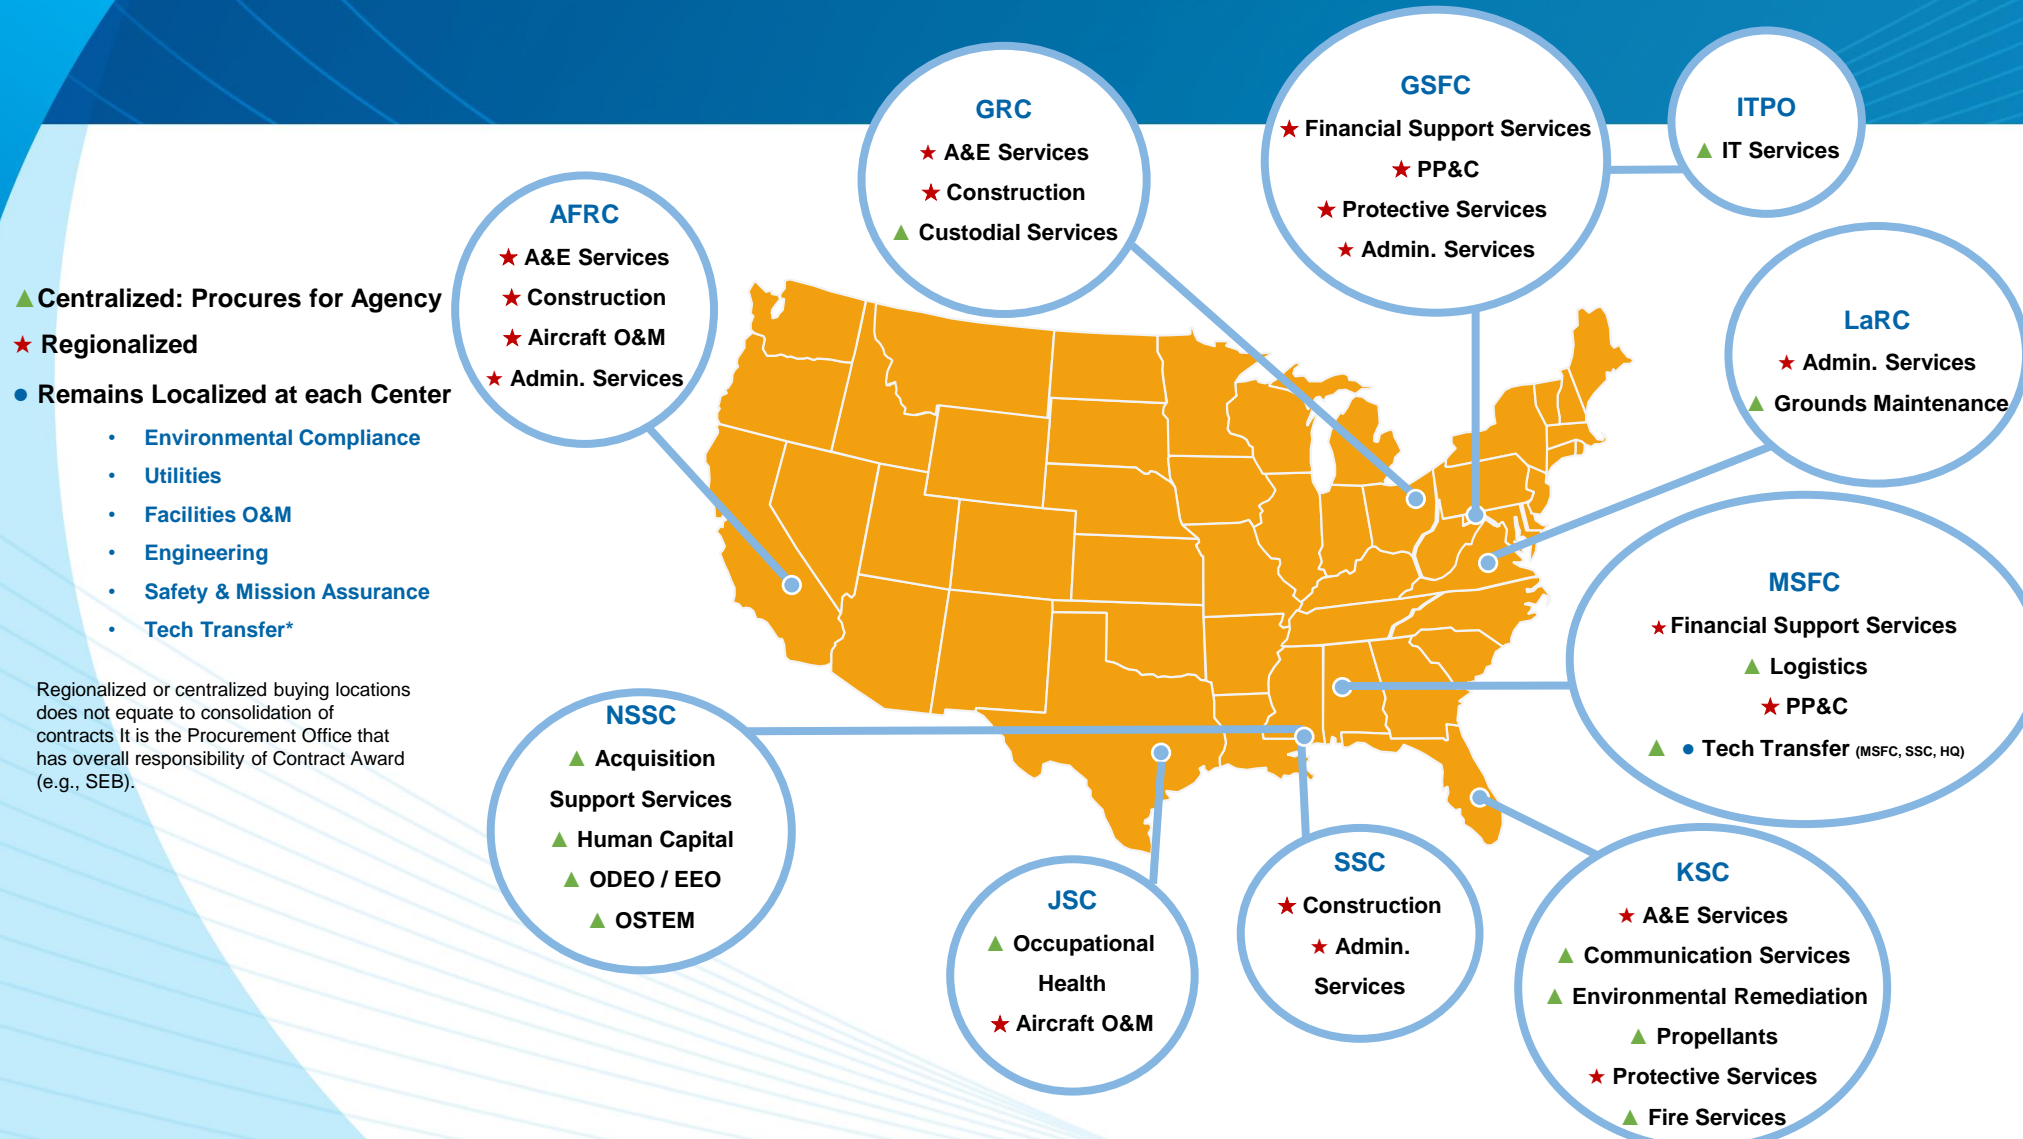 ▲Centralized: Procures for Agency
★ Regionalized
● Remains Localized at each Center
• Environmental Compliance
• Utilities
• Facilities O&M
• Engineering
• Safety & Mission Assurance
• Tech Transfer*
Regionalized or centralized buying locations
does not equate to consolidation of
contracts It is the Procurement Office that
has overall responsibility of Contract Award
(e.g., SEB).
AFRC
★ A&E Services
★ Construction
★ Aircraft O&M
★ Admin. Services
GRC
★ A&E Services
★ Construction
▲ Custodial Services
GSFC
★ Financial Support Services
★ PP&C
★ Protective Services
★ Admin. Services
ITPO
▲ IT Services
LaRC
★ Admin. Services
▲ Grounds Maintenance
MSFC
★ Financial Support Services
▲ Logistics
★ PP&C
▲ ● Tech Transfer (MSFC, SSC, HQ)
NSSC
▲ Acquisition
Support Services
▲ Human Capital
▲ ODEO / EEO
▲ OSTEM
JSC
▲ Occupational
Health
★ Aircraft O&M
SSC
★ Construction
★ Admin.
Services
KSC
★ A&E Services
▲ Communication Services
▲ Environmental Remediation
▲ Propellants
★ Protective Services
▲ Fire Services